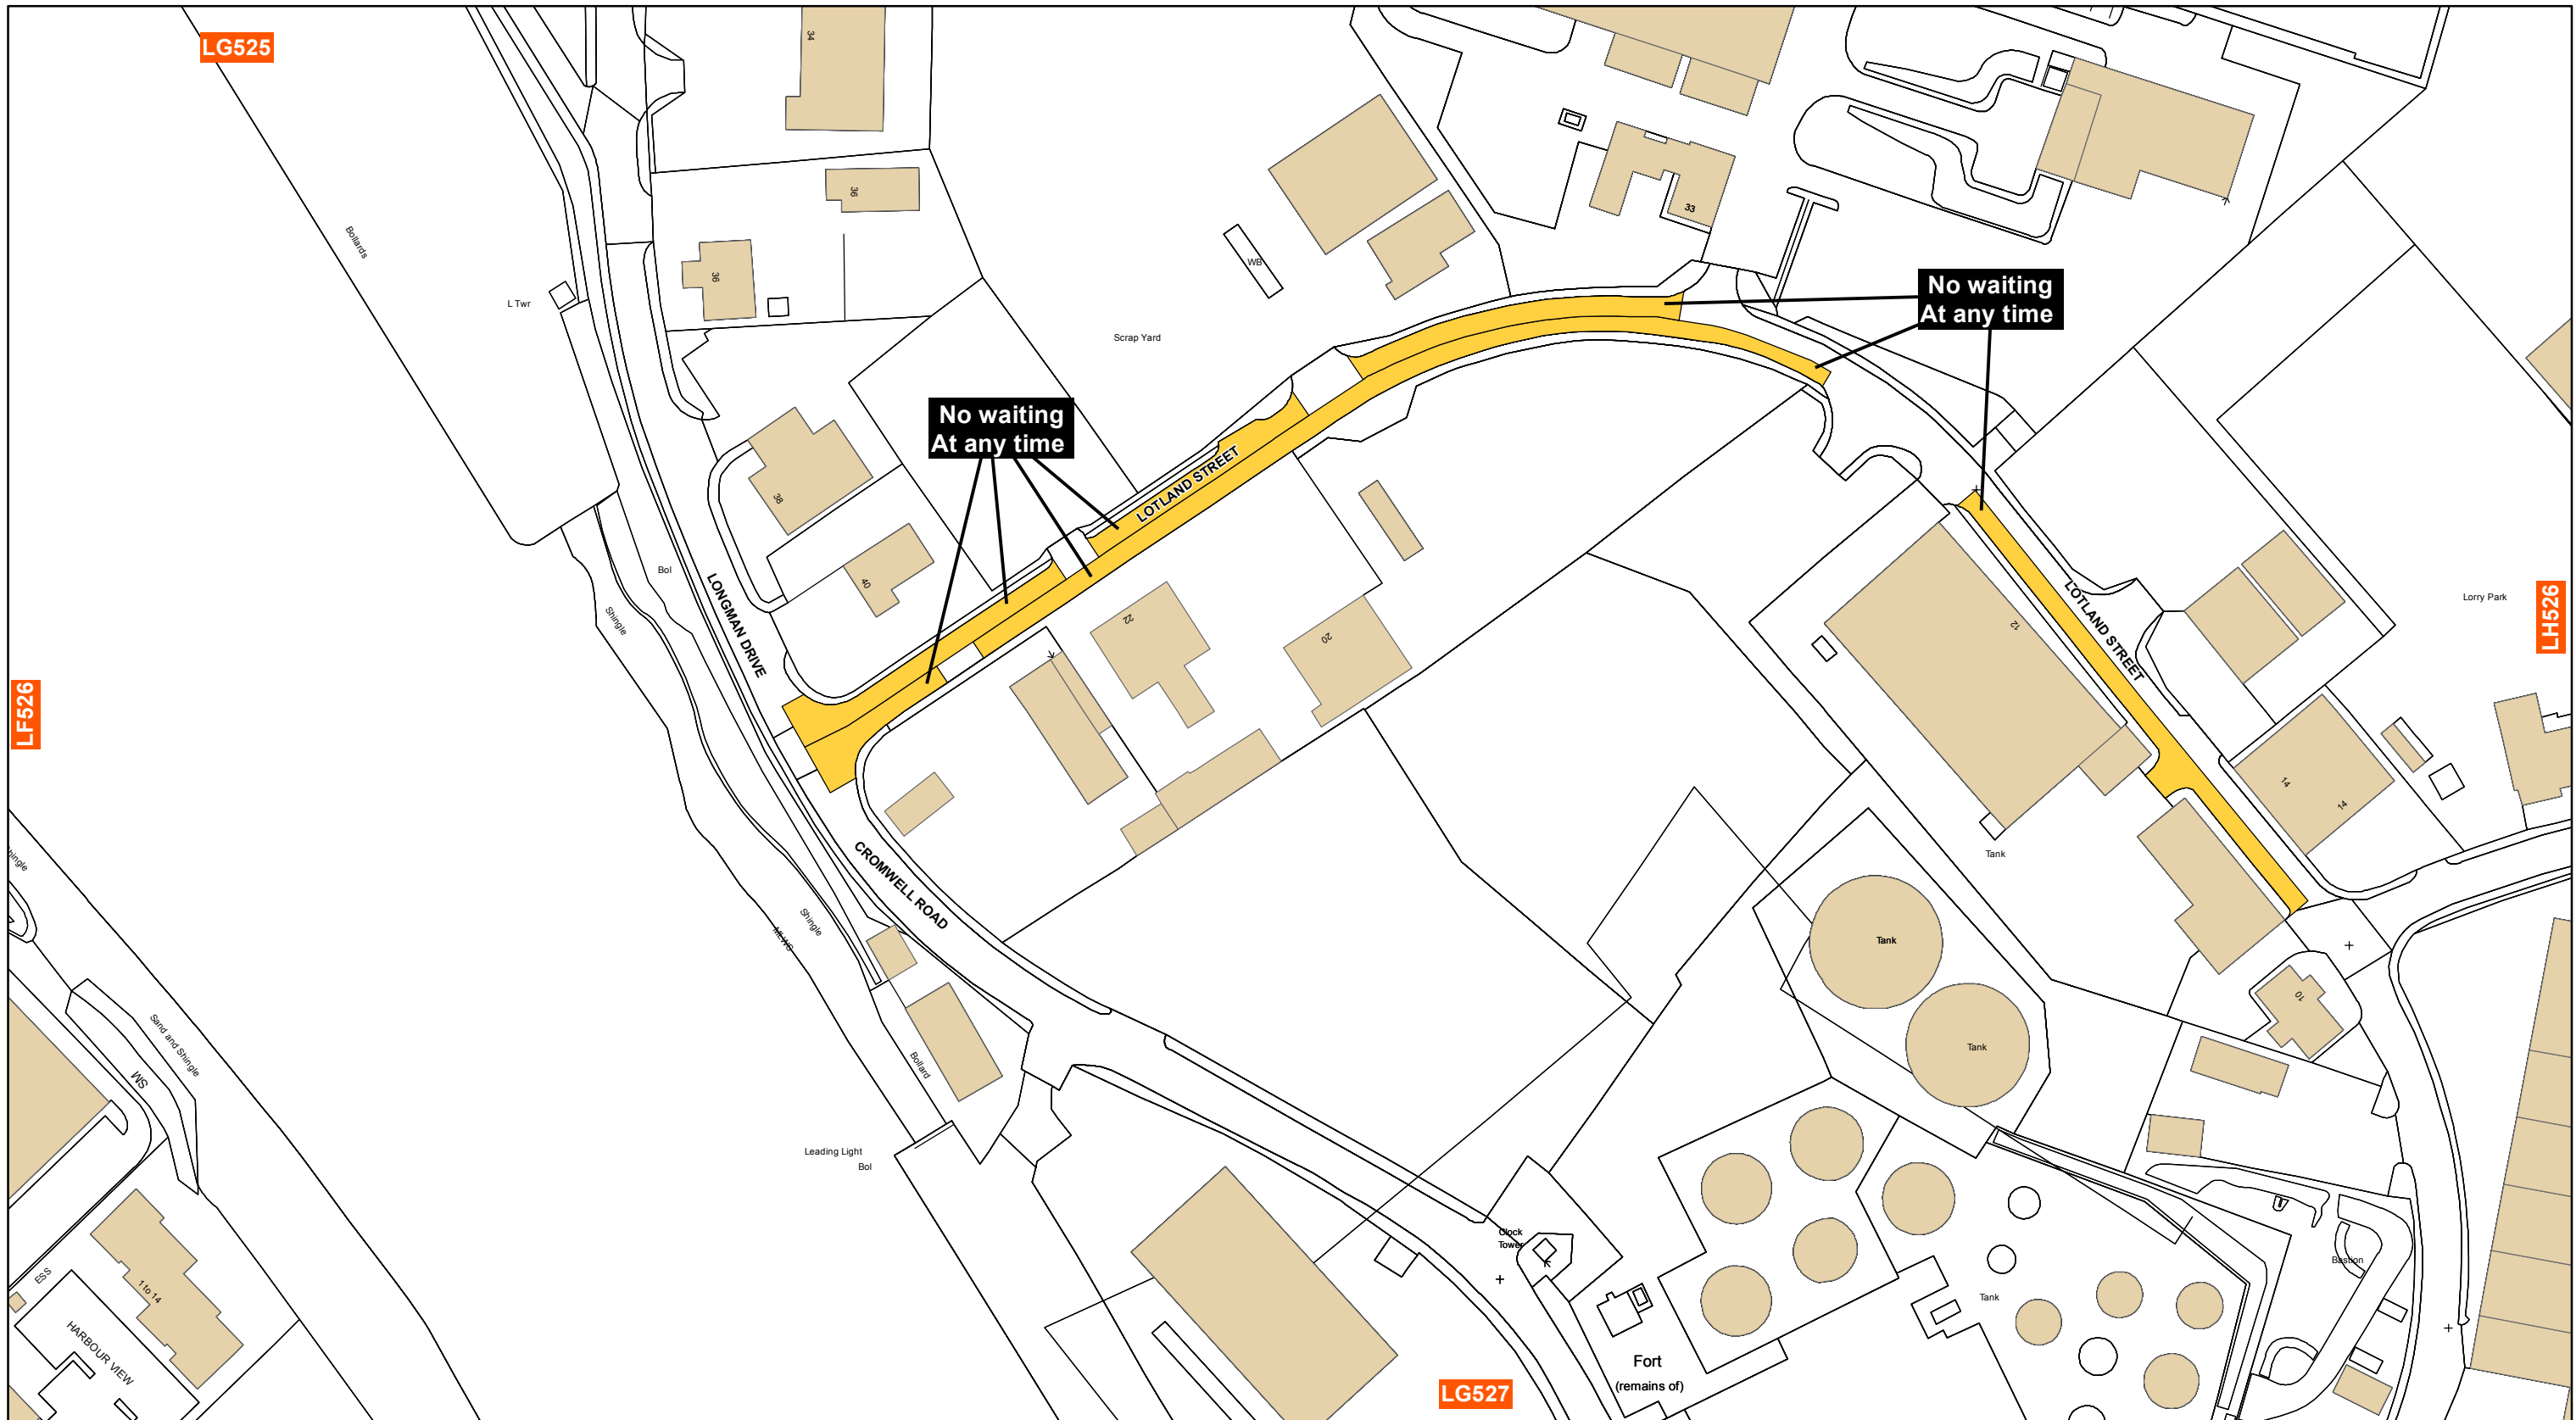 LG525
34
36
Bollards
36
L Twr
WB
33
No waiting
At any time
Scrap Yard
No waiting
At any time
LOTLAND STREET
38
40
Bol
LONGMAN DRIVE
Shingle
22
20
12
LOTLAND STREET
Lorry Park
LH526
LF526
14
14
CROMWELL ROAD
Tank
hingle
Shingle
MLWS
Tank
Tank
10
Sand and Shingle
SM
Bollard
Leading Light
Bol
Clock
Tower
Bastion
Tank
ESS
1 to 14
HARBOUR VIEW
Fort
(remains of)
LG527